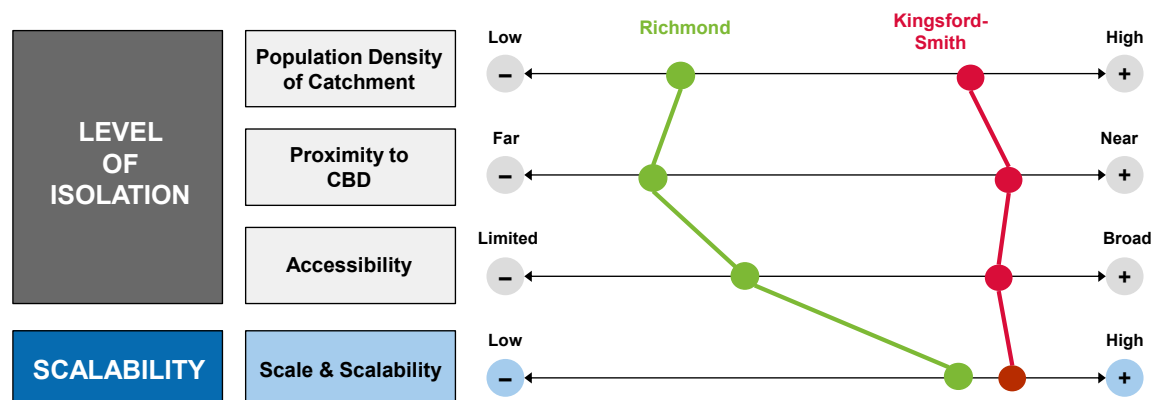 Richmond
Kingsford-
Smith
LEVEL
OF
ISOLATION
Population Density
of Catchment
Low
–
High
+
Proximity to
CBD
Far
–
Near
+
Accessibility
Limited
–
Broad
+
SCALABILITY
Scale & Scalability
Low
–
High
+